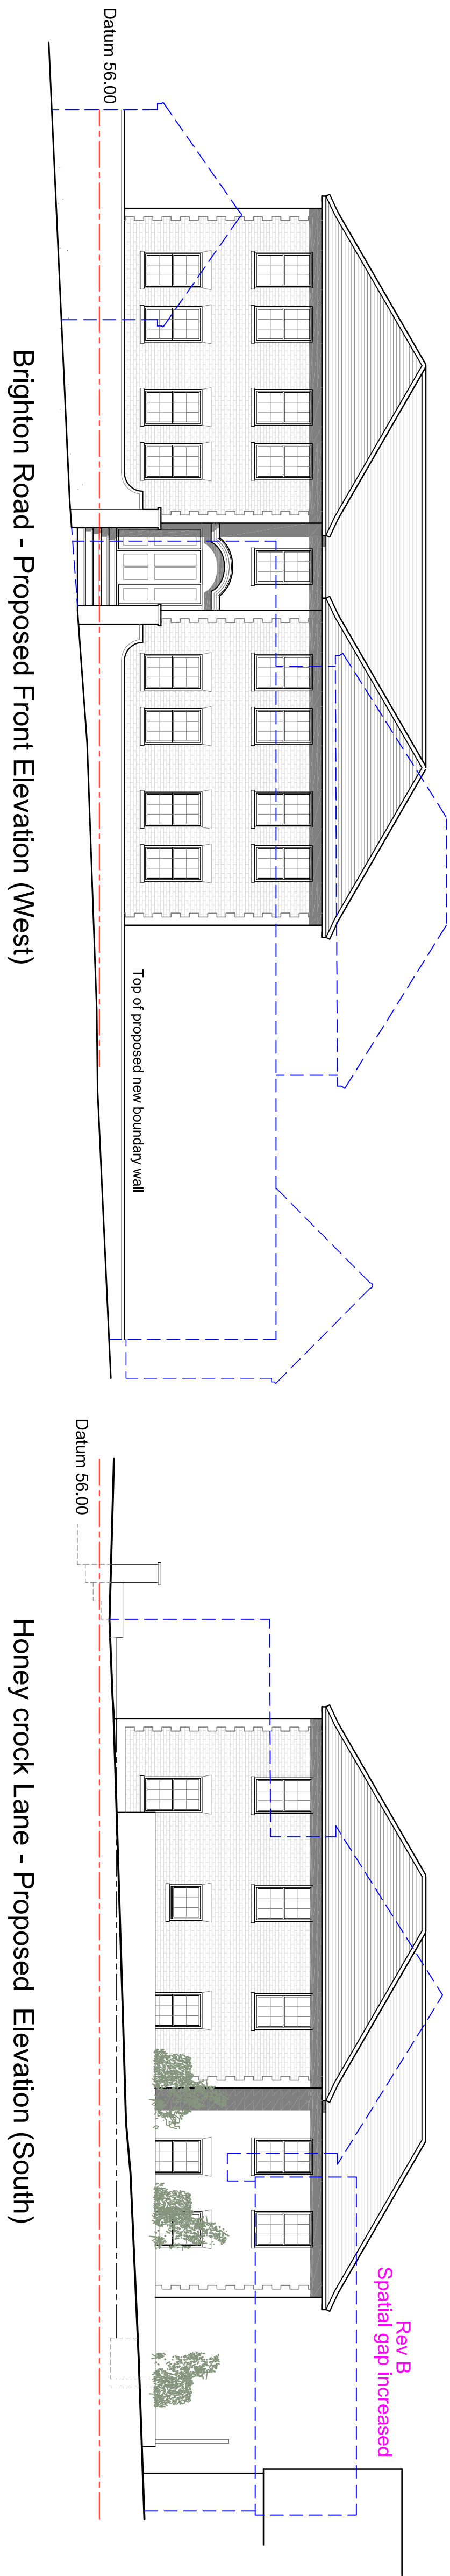 Datum 56.00
Top of proposed new boundary wall
Brighton Road - Proposed Front Elevation (West)
Rev B
Spatial gap increased
Datum 56.00
Honey crock Lane - Proposed Elevation (South)